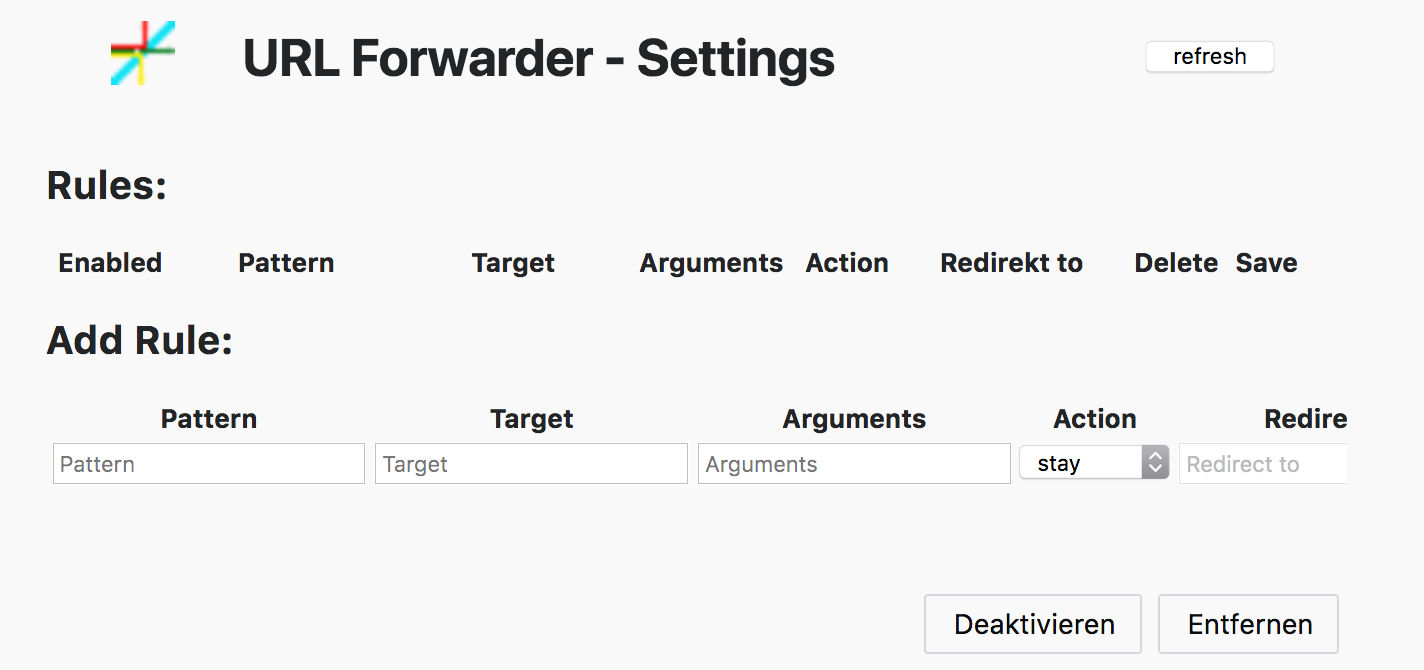 URL Forwarder - Settings refresh
Rules:
Enabled Pattern Target Arguments Action Redirekt to Delete Save
Add Rule:
Pattern Target Arguments Action Redire
Pattern Target Arguments stay Redirect to
Deaktivieren Entfernen